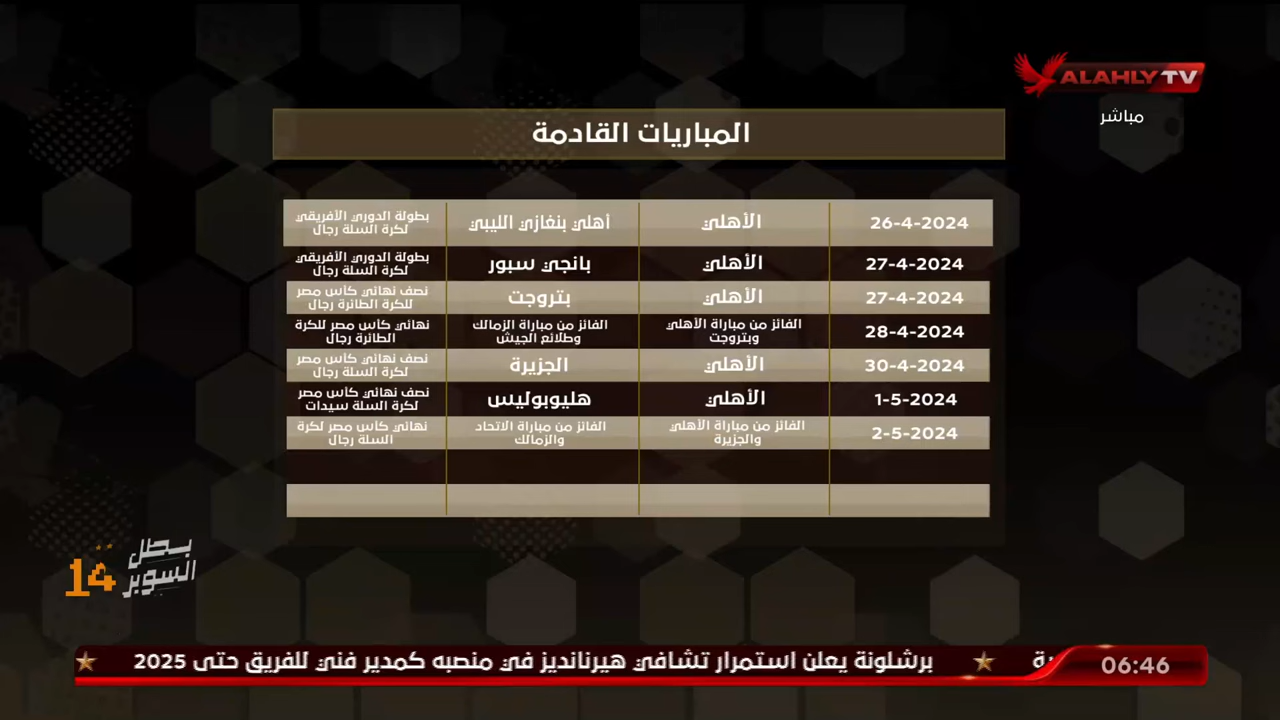 ALAHLY TV
مباشر
المباريات القادمة
26-4-2024 الأهلي أهلي بنغازي الليبي بطولة الدوري الأفريقي
لكرة السلة رجال
27-4-2024 الأهلي بانجي سبور بطولة الدوري الأفريقي
لكرة السلة رجال
27-4-2024 الأهلي بتروجت نصف نهائي كأس مصر
للكرة الطائرة رجال
28-4-2024 الفائز من مباراة الأهلي الفائز من مباراة الزمالك نهائي كأس مصر للكرة
وبتروجت وطلائع الجيش الطائرة رجال
30-4-2024 الأهلي الجزيرة نصف نهائي كأس مصر
لكرة السلة رجال
1-5-2024 الأهلي هليوبوليس نصف نهائي كأس مصر
لكرة السلة سيدات
2-5-2024 الفائز من مباراة الأهلي الفائز من مباراة الاتحاد نهائي كأس مصر لكرة
والجزيرة والزمالك السلة رجال
بطل
السوبر 14
06:46 برشلونة يعلن استمرار تشافي هيرنانديز في منصبه كمدير فني للفريق حتى 2025